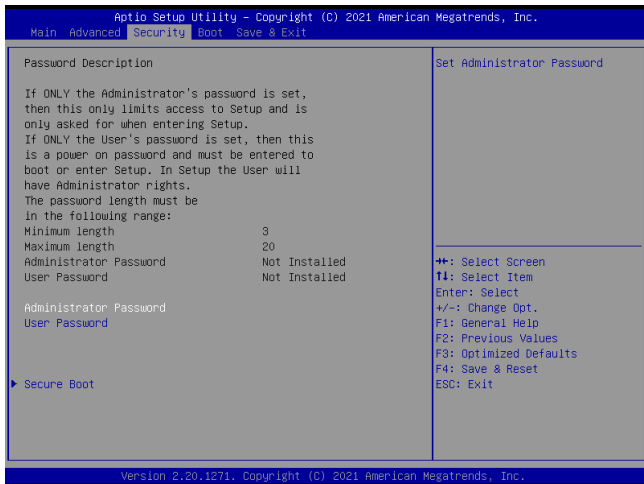 Aptio Setup Utility – Copyright (C) 2021 American Megatrends, Inc.
Main Advanced Security Boot Save & Exit
Password Description
If ONLY the Administrator's password is set,
then this only limits access to Setup and is
only asked for when entering Setup.
If ONLY the User's password is set, then this
is a power on password and must be entered to
boot or enter Setup. In Setup the User will
have Administrator rights.
The password length must be
in the following range:
Minimum length 3
Maximum length 20
Administrator Password Not Installed
User Password Not Installed
Administrator Password
User Password
Secure Boot
Set Administrator Password
→←: Select Screen
↑↓: Select Item
Enter: Select
+/-: Change Opt.
F1: General Help
F2: Previous Values
F3: Optimized Defaults
F4: Save & Reset
ESC: Exit
Version 2.20.1271. Copyright (C) 2021 American Megatrends, Inc.